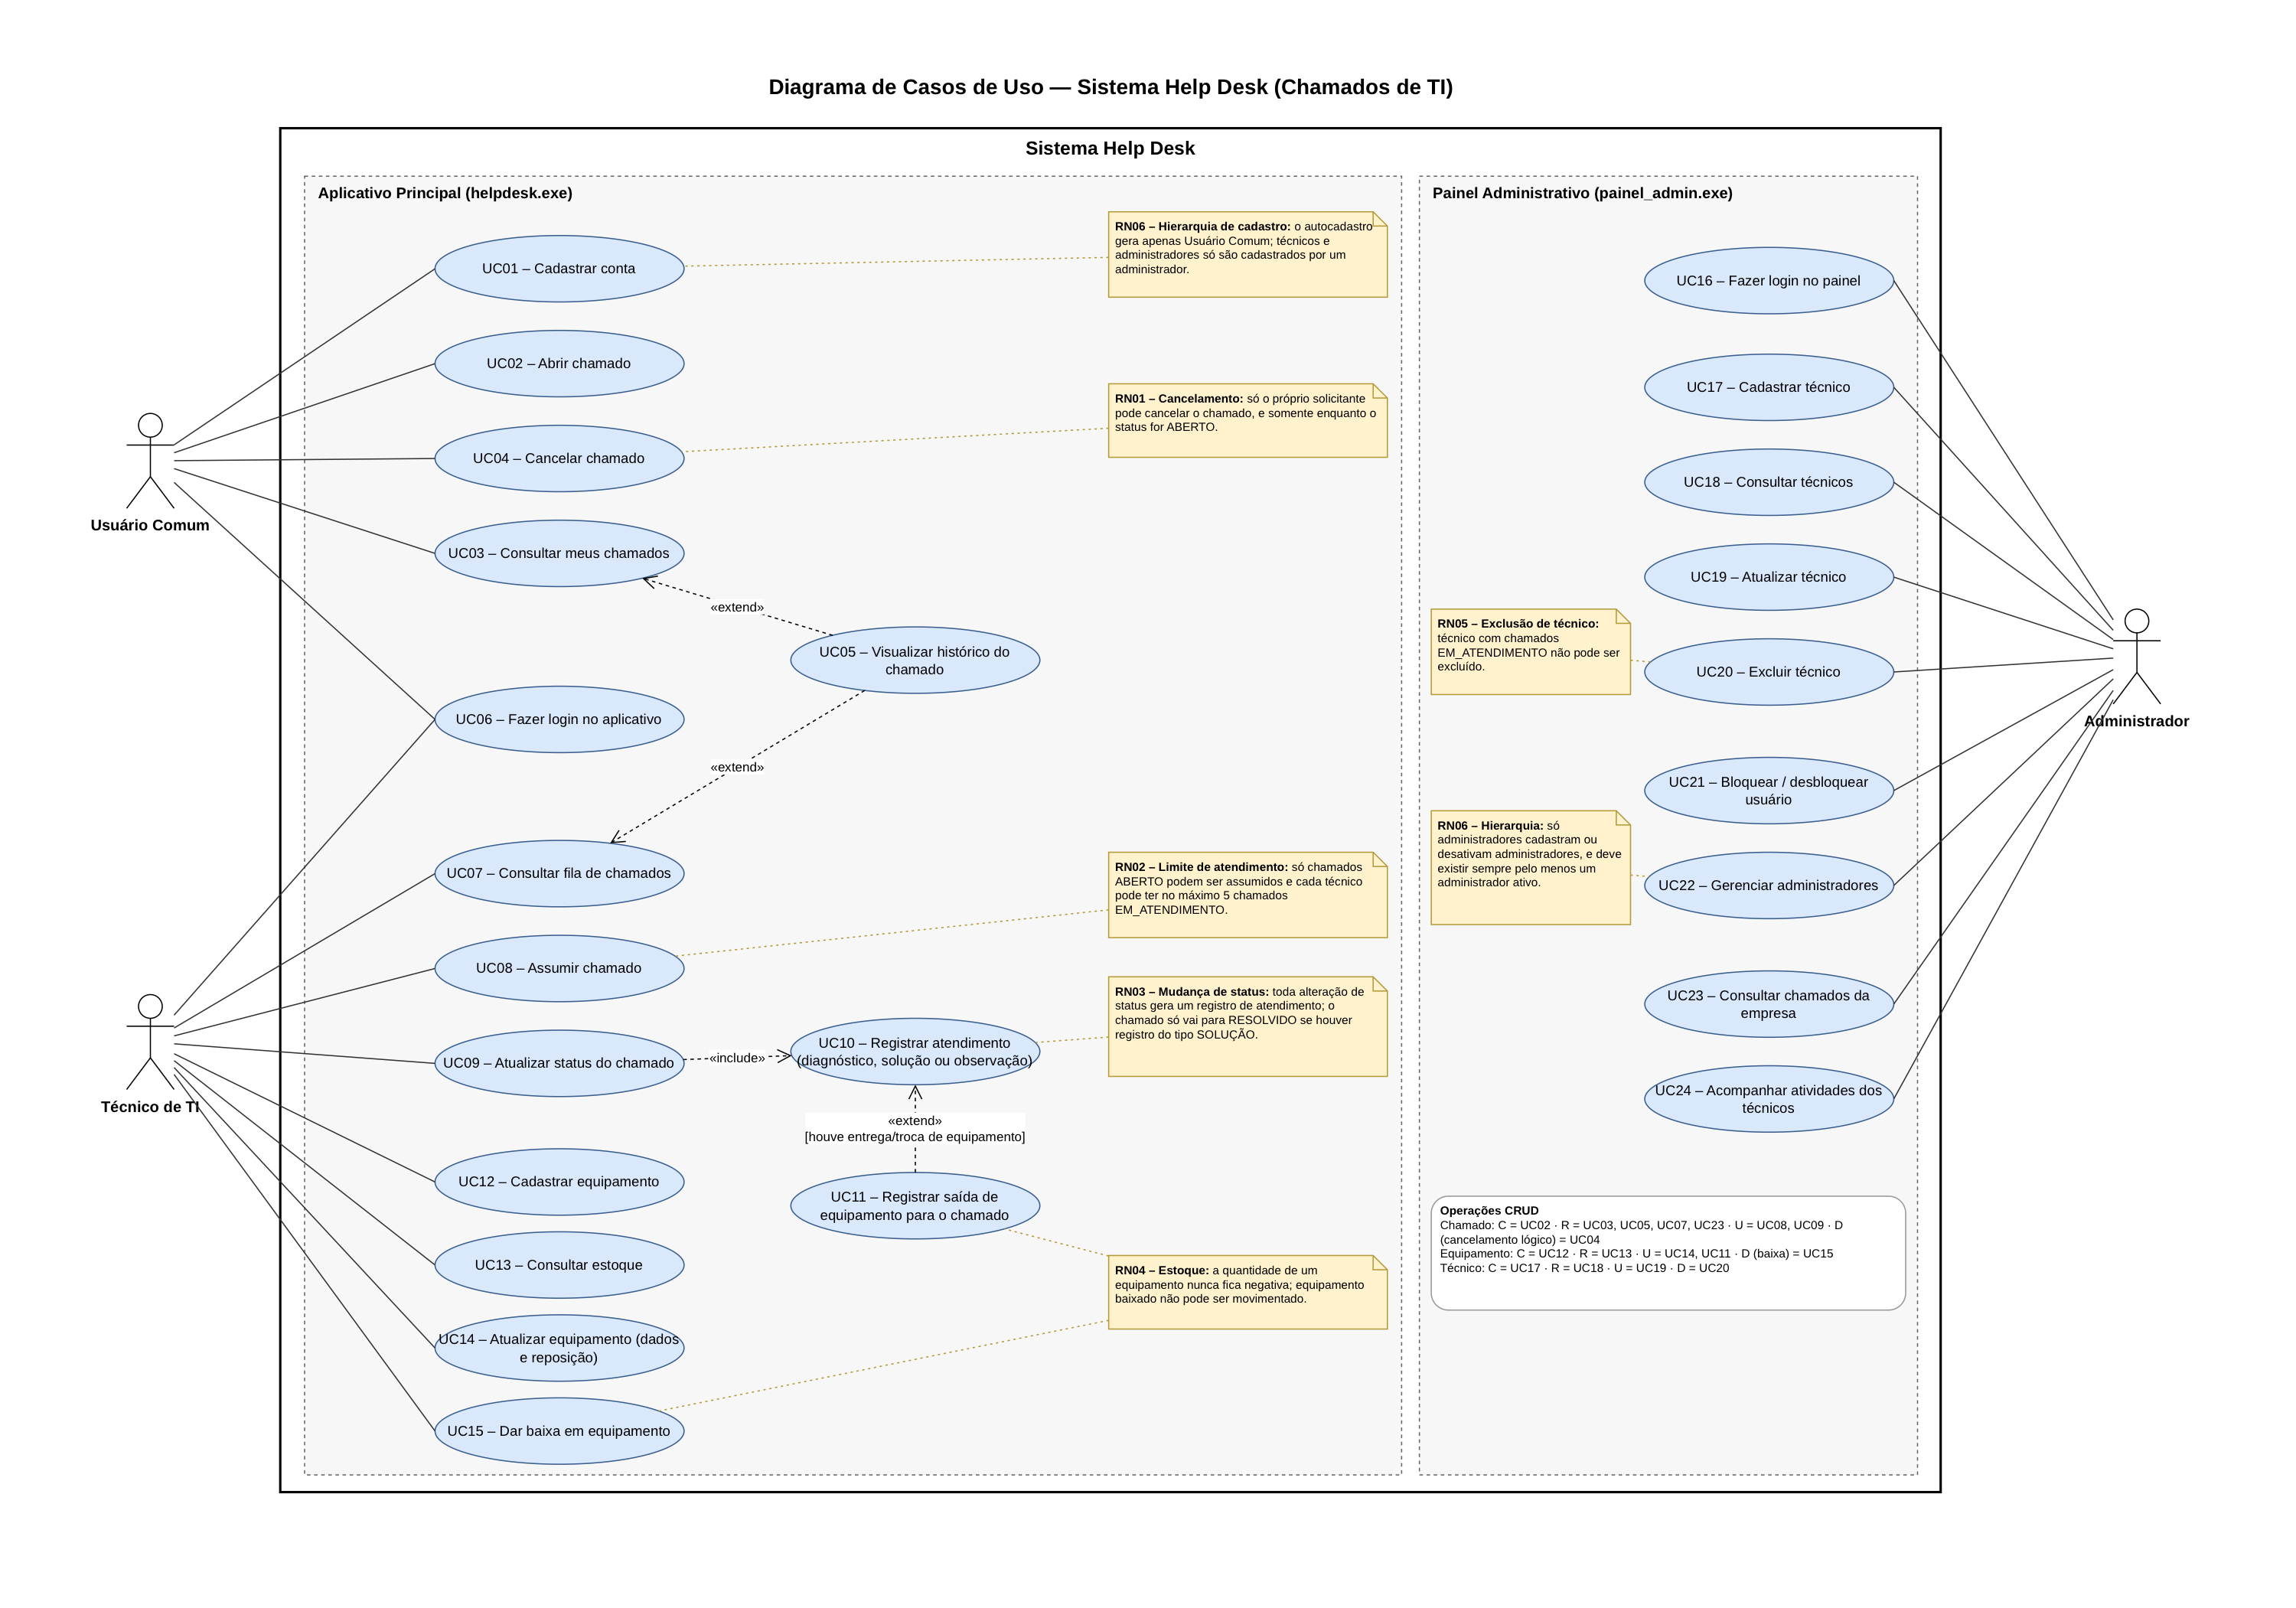 Diagrama de Casos de Uso — Sistema Help Desk (Chamados de TI)
Sistema Help Desk
Aplicativo Principal (helpdesk.exe)
UC01 – Cadastrar conta
UC02 – Abrir chamado
UC04 – Cancelar chamado
UC03 – Consultar meus chamados
«extend»
UC05 – Visualizar histórico do
chamado
UC06 – Fazer login no aplicativo
«extend»
UC07 – Consultar fila de chamados
UC08 – Assumir chamado
UC09 – Atualizar status do chamado
«include»
UC10 – Registrar atendimento
(diagnóstico, solução ou observação)
«extend»
[houve entrega/troca de equipamento]
UC11 – Registrar saída de
equipamento para o chamado
UC12 – Cadastrar equipamento
UC13 – Consultar estoque
UC14 – Atualizar equipamento (dados
e reposição)
UC15 – Dar baixa em equipamento
Usuário Comum
Técnico de TI
RN06 – Hierarquia de cadastro: o autocadastro
gera apenas Usuário Comum; técnicos e
administradores só são cadastrados por um
administrador.
RN01 – Cancelamento: só o próprio solicitante
pode cancelar o chamado, e somente enquanto o
status for ABERTO.
RN02 – Limite de atendimento: só chamados
ABERTO podem ser assumidos e cada técnico
pode ter no máximo 5 chamados
EM_ATENDIMENTO.
RN03 – Mudança de status: toda alteração de
status gera um registro de atendimento; o
chamado só vai para RESOLVIDO se houver
registro do tipo SOLUÇÃO.
RN04 – Estoque: a quantidade de um
equipamento nunca fica negativa; equipamento
baixado não pode ser movimentado.
Painel Administrativo (painel_admin.exe)
UC16 – Fazer login no painel
UC17 – Cadastrar técnico
UC18 – Consultar técnicos
UC19 – Atualizar técnico
RN05 – Exclusão de técnico:
técnico com chamados
EM_ATENDIMENTO não pode ser
excluído.
UC20 – Excluir técnico
UC21 – Bloquear / desbloquear
usuário
RN06 – Hierarquia: só
administradores cadastram ou
desativam administradores, e deve
existir sempre pelo menos um
administrador ativo.
UC22 – Gerenciar administradores
UC23 – Consultar chamados da
empresa
UC24 – Acompanhar atividades dos
técnicos
Administrador
Operações CRUD
Chamado: C = UC02 · R = UC03, UC05, UC07, UC23 · U = UC08, UC09 · D
(cancelamento lógico) = UC04
Equipamento: C = UC12 · R = UC13 · U = UC14, UC11 · D (baixa) = UC15
Técnico: C = UC17 · R = UC18 · U = UC19 · D = UC20